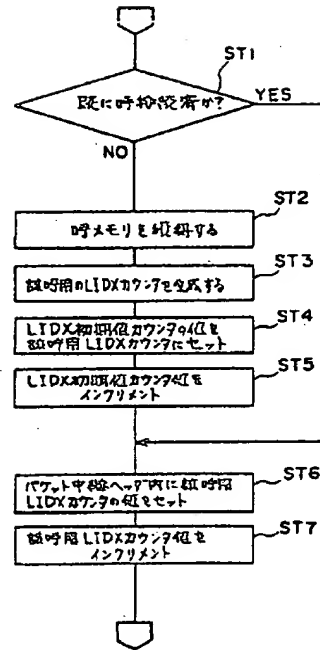 ST1
既に呼接続済か?
YES
NO
ST2
呼メモリを獲得する
ST3
該呼用のLIDXカウンタを生成する
ST4
LIDX初期値カウンタの値を
該呼用LIDXカウンタにセット
ST5
LIDX初期値カウンタ値を
インクリメント
ST6
パケット中継ヘッダ内に該呼用
LIDXカウンタの値をセット
ST7
該呼用LIDXカウンタ値を
インクリメント